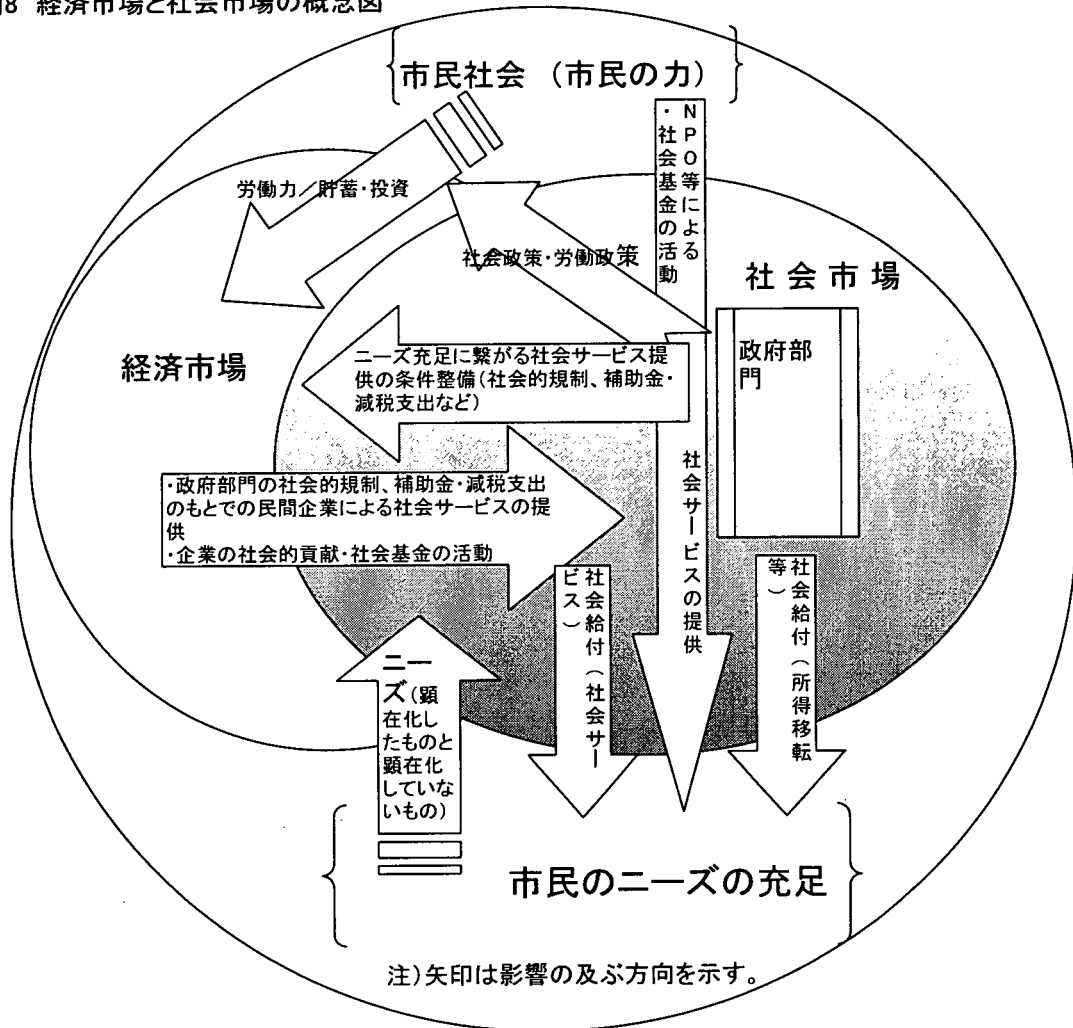 8 経済市場と社会市場の概念図
市民社会 (市民の力)
労働力/貯蓄・投資
社会政策・労働政策
NPO等による
・社会基金の活動
社会市場
政府部
門
経済市場
ニーズ充足に繋がる社会サービス提
供の条件整備(社会的規制、補助金・
減税支出など)
・政府部門の社会的規制、補助金・減税支出
のもとでの民間企業による社会サービスの提
供
・企業の社会的貢献・社会基金の活動
社会サービスの提供
社会給付(社会サー
ビス)
社会給付(所得移転
等)
ニー
ズ(顕
在化し
たものと
顕在化
していな
いもの)
市民のニーズの充足
注)矢印は影響の及ぶ方向を示す。